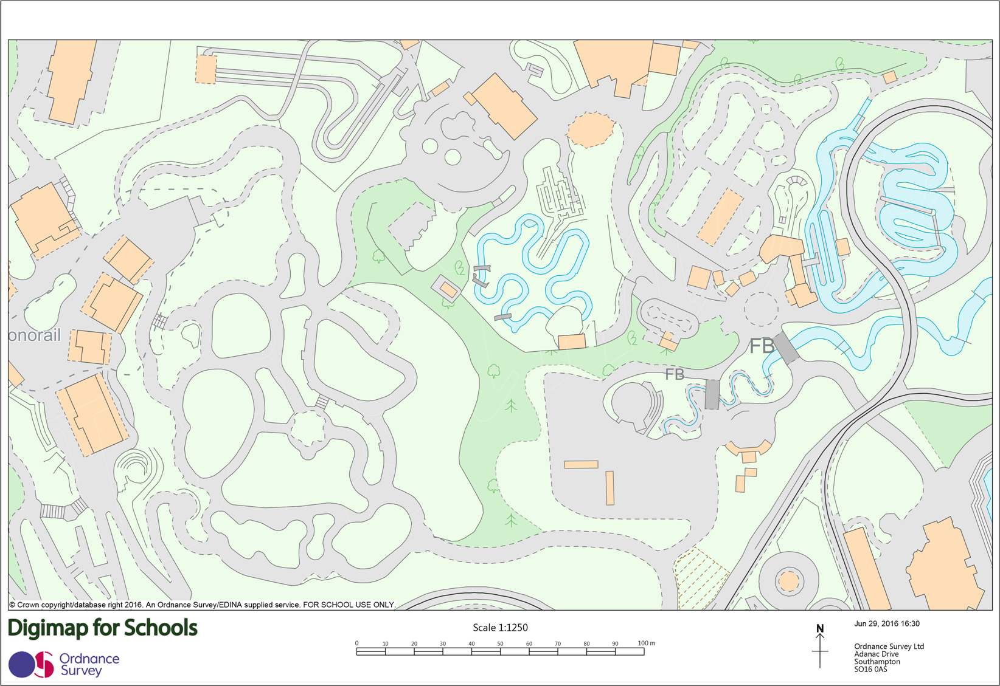 onorail
FB
FB
© Crown copyright/database right 2016. An Ordnance Survey/EDINA supplied service. FOR SCHOOL USE ONLY.
Digimap for Schools
Ordnance
Survey
Scale 1:1250
0 10 20 30 40 50 60 70 80 90 100 m
N
Jun 29, 2016 16:30
Ordnance Survey Ltd
Adanac Drive
Southampton
SO16 0AS